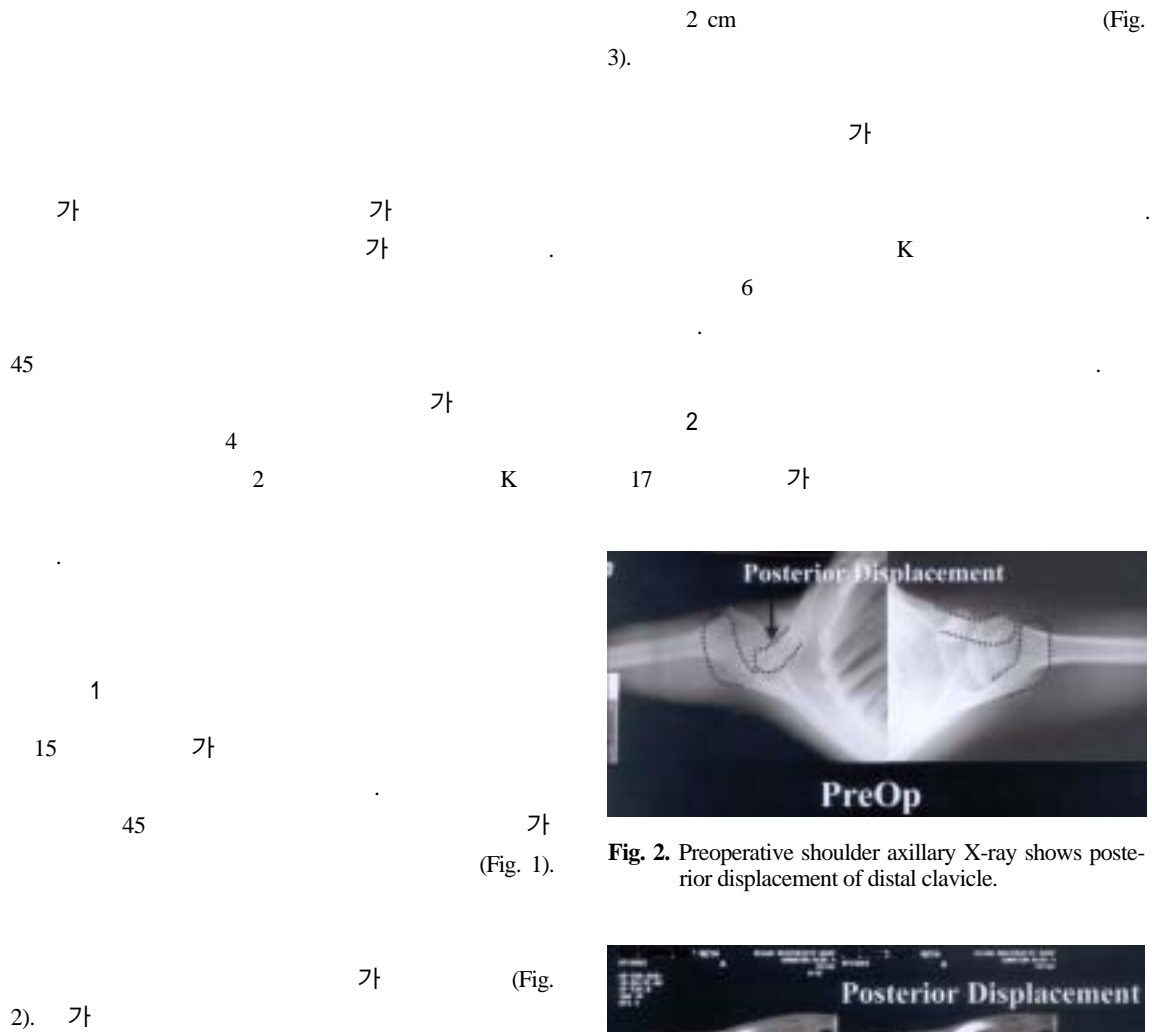 가 가
가 .
45
가
4
2 K
.
1
15 가
.
45 가
(Fig. 1).
가 (Fig.
2). 가
2 cm (Fig.
3).
가
.
K
6
.
.
2
17 가
Posterior Displacement
PreOp
Fig. 2. Preoperative shoulder axillary X-ray shows poste-
rior displacement of distal clavicle.
Posterior Displacement